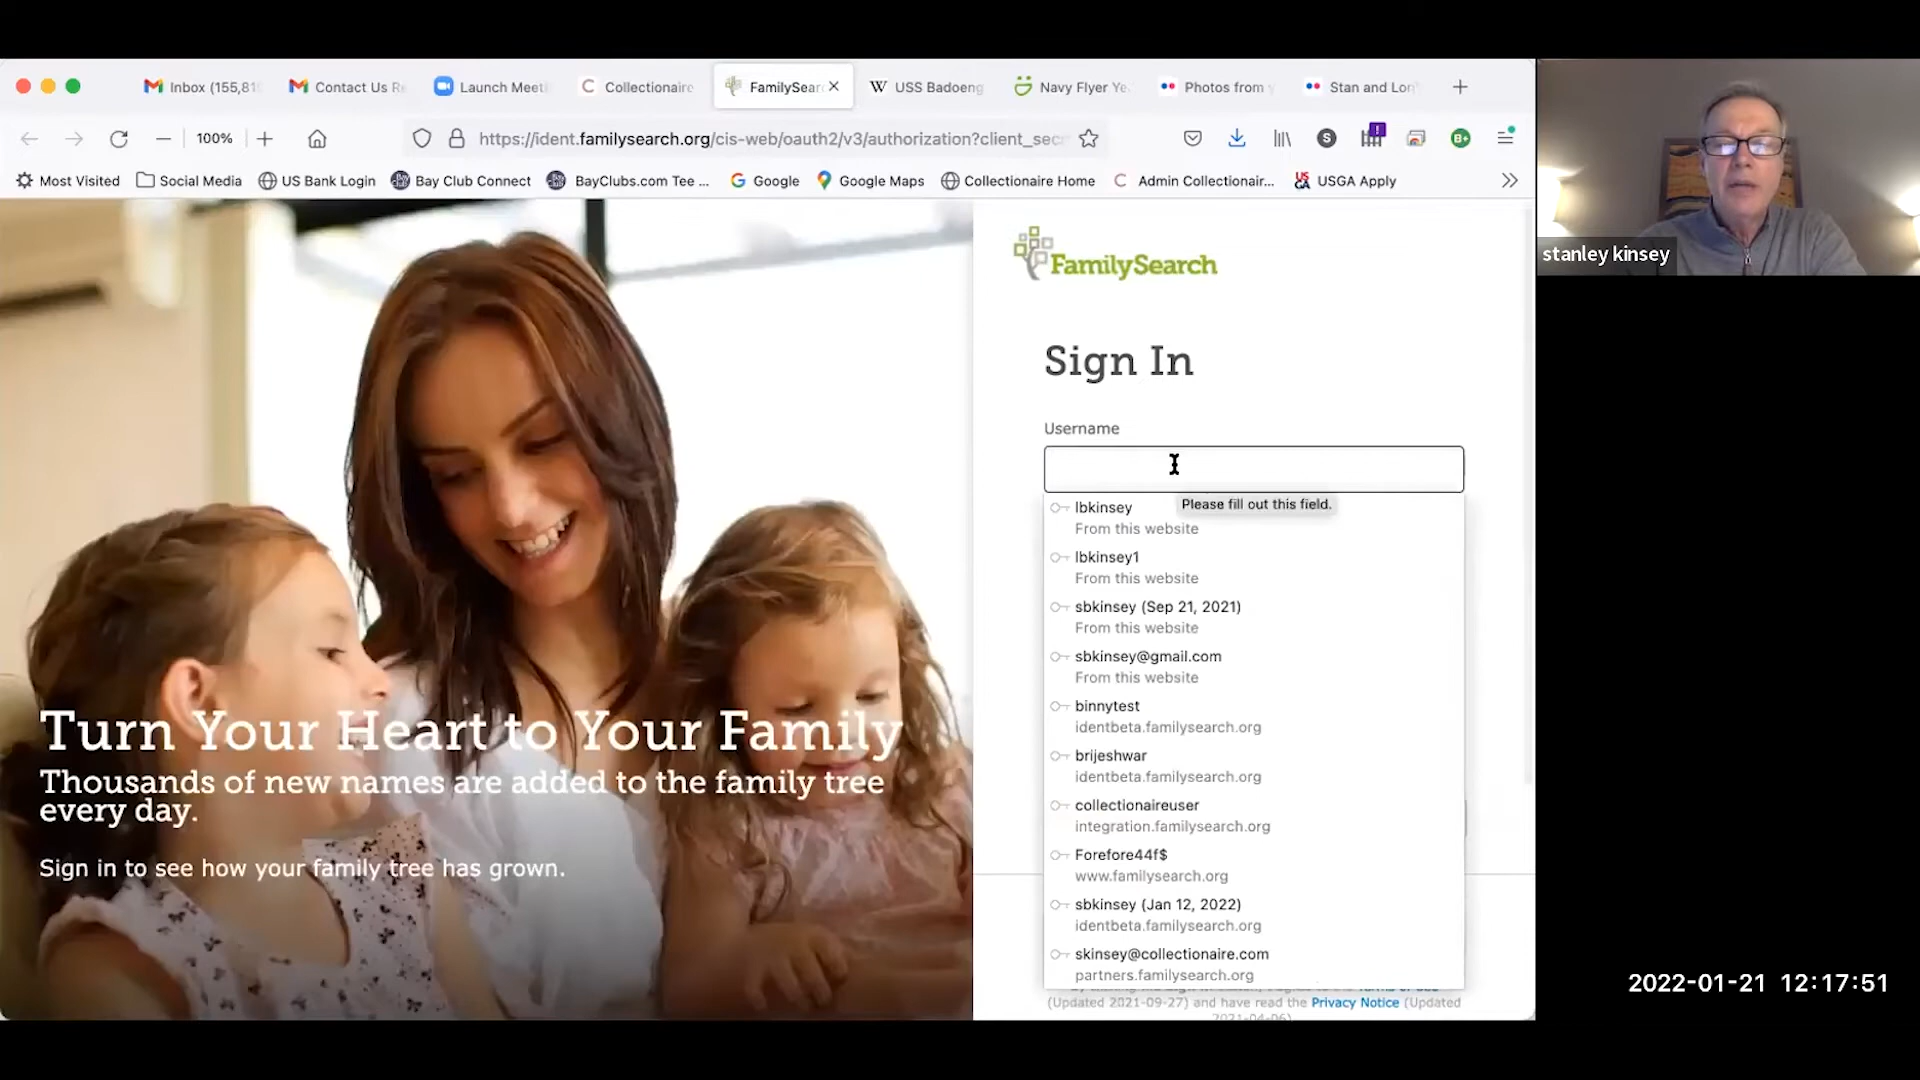 Inbox (155,81
Contact Us Re
Launch Meeti
Collectionaire
FamilySear
USS Badoeng
Navy Flyer Ye
Photos from y
Stan and Lor
100%
https://ident.familysearch.org/cis-web/oauth2/v3/authorization?client_sec
Most Visited
Social Media
US Bank Login
Bay Club Connect
BayClubs.com Tee ...
Google
Google Maps
Collectionaire Home
Admin Collectionair...
USGA Apply
stanley kinsey
FamilySearch
Sign In
Username
Please fill out this field.
lbkinsey
From this website
lbkinsey1
From this website
sbkinsey (Sep 21, 2021)
From this website
sbkinsey@gmail.com
From this website
binnytest
identbeta.familysearch.org
brijeshwar
identbeta.familysearch.org
collectionaireuser
integration.familysearch.org
Forefore44f$
www.familysearch.org
sbkinsey (Jan 12, 2022)
identbeta.familysearch.org
skinsey@collectionaire.com
partners.familysearch.org
(Updated 2021-09-27) and have read the Privacy Notice (Updated
2021-04-06)
Turn Your Heart to Your Family
Thousands of new names are added to the family tree
every day.
Sign in to see how your family tree has grown.
2022-01-21 12:17:51